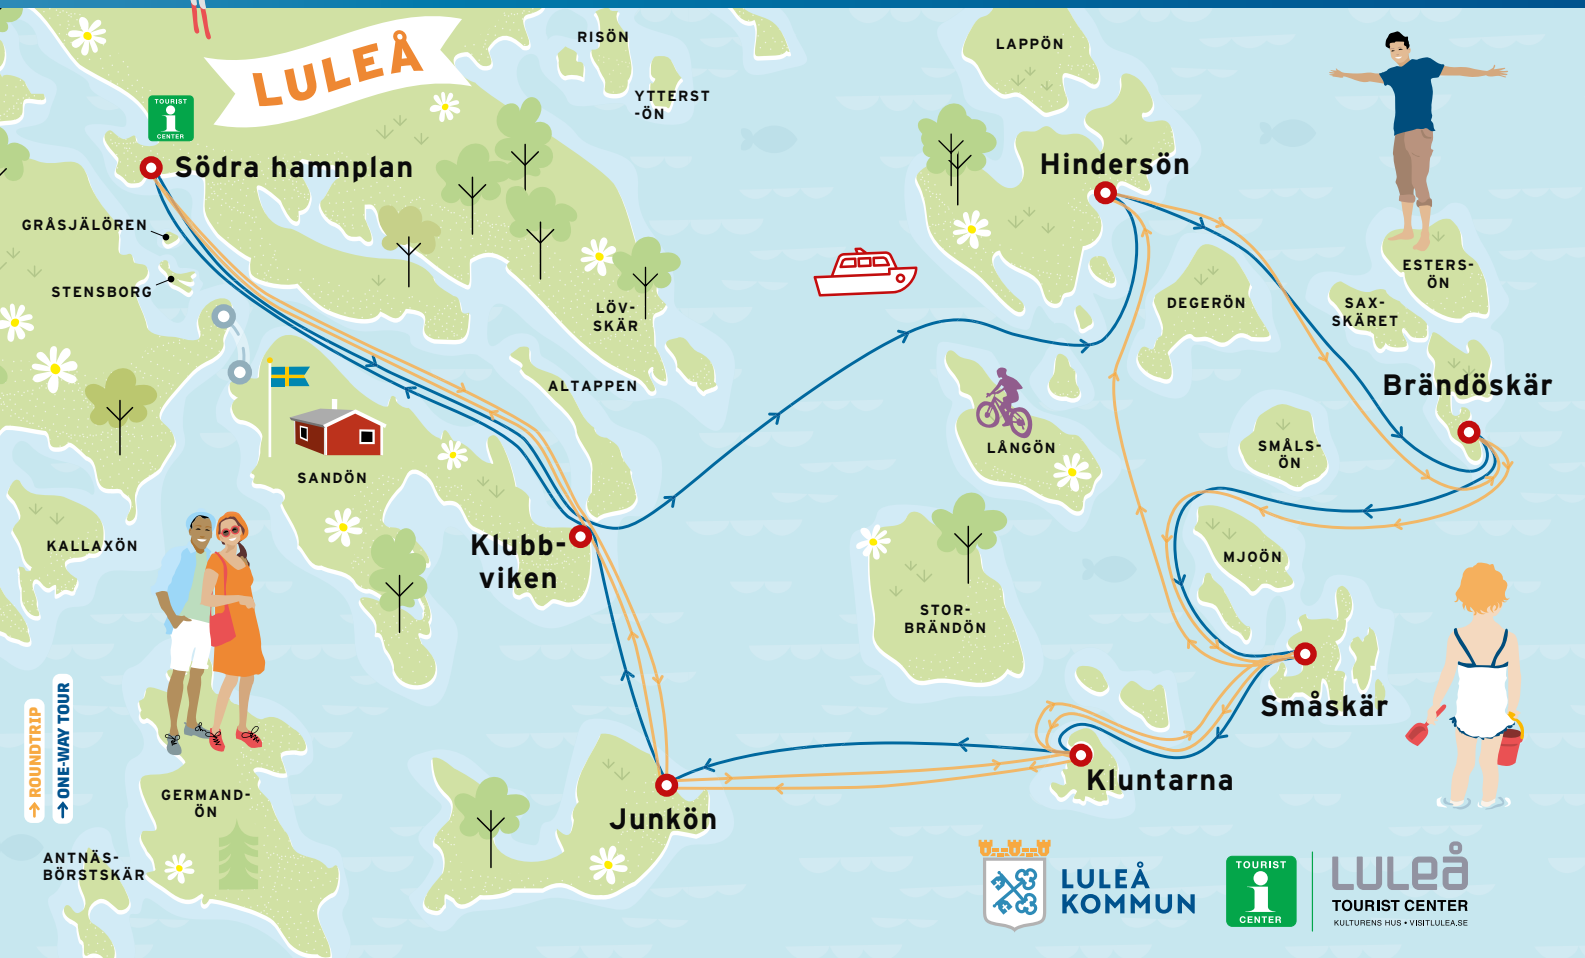 LULEÅ
RISÖN
YTTERST
-ÖN
LAPPÖN
TOURIST
i
CENTER
Södra hamnplan
Hindersön
GRÅSJÄLÖREN
STENSBORG
LÖV-
SKÄR
DEGERÖN
ESTERS-
ÖN
SAX-
SKÄRET
ALTAPPEN
Brändöskär
LÅNGÖN
SMÅLS-
ÖN
SANDÖN
KALLAXÖN
Klubb-
viken
MJOÖN
STOR-
BRÄNDÖN
Småskär
→ ROUNDTRIP
→ ONE-WAY TOUR
GERMAND-
ÖN
Junkön
Kluntarna
ANTNÄS-
BÖRSTSKÄR
LULEÅ
KOMMUN
TOURIST
i
CENTER
LULEÅ
TOURIST CENTER
KULTURENS HUS • VISITLULEA.SE